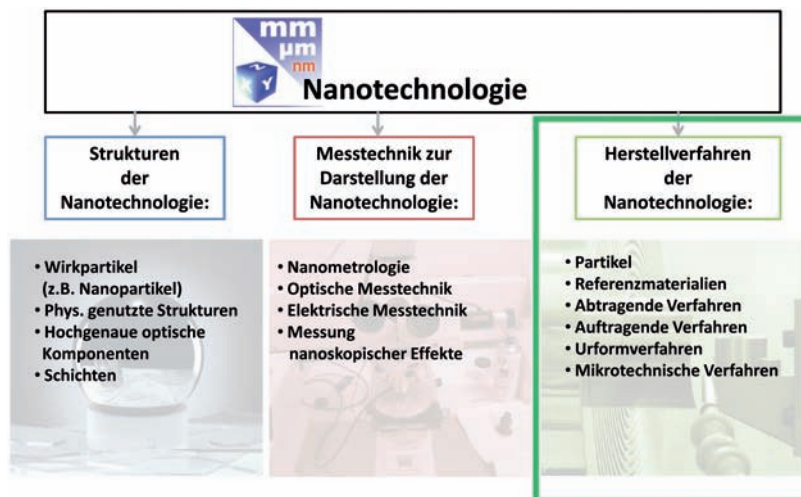 mm
µm
nm
Z
X Y
Nanotechnologie
Strukturen
der
Nanotechnologie:
• Wirkpartikel
(z.B. Nanopartikel)
• Phys. genutzte Strukturen
• Hochgenaue optische
Komponenten
• Schichten
Messtechnik zur
Darstellung der
Nanotechnologie:
• Nanometrologie
• Optische Messtechnik
• Elektrische Messtechnik
• Messung
nanoskopischer Effekte
Herstellverfahren
der
Nanotechnologie:
• Partikel
• Referenzmaterialien
• Abtragende Verfahren
• Auftragende Verfahren
• Urformverfahren
• Mikrotechnische Verfahren